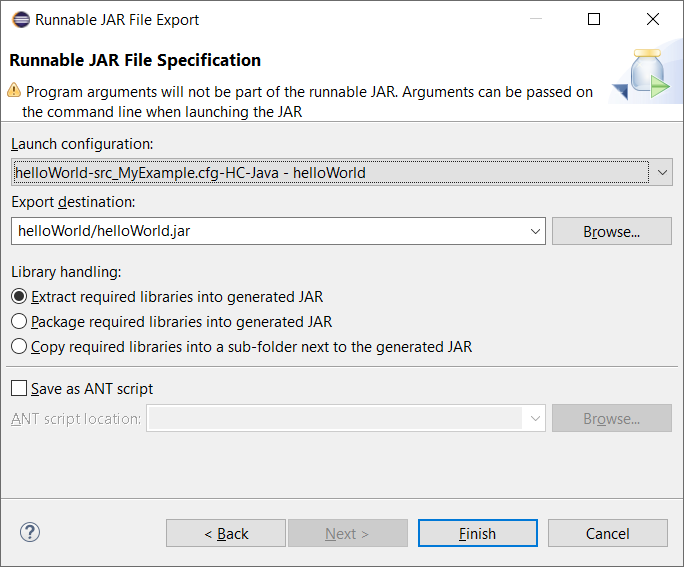 Runnable JAR File Export
Runnable JAR File Specification
Program arguments will not be part of the runnable JAR. Arguments can be passed on
the command line when launching the JAR
Launch configuration:
helloWorld-src_MyExample.cfg-HC-Java - helloWorld
Export destination:
helloWorld/helloWorld.jar
Browse...
Library handling:
Extract required libraries into generated JAR
Package required libraries into generated JAR
Copy required libraries into a sub-folder next to the generated JAR
Save as ANT script
ANT script location:
Browse...
?
< Back
Next >
Finish
Cancel